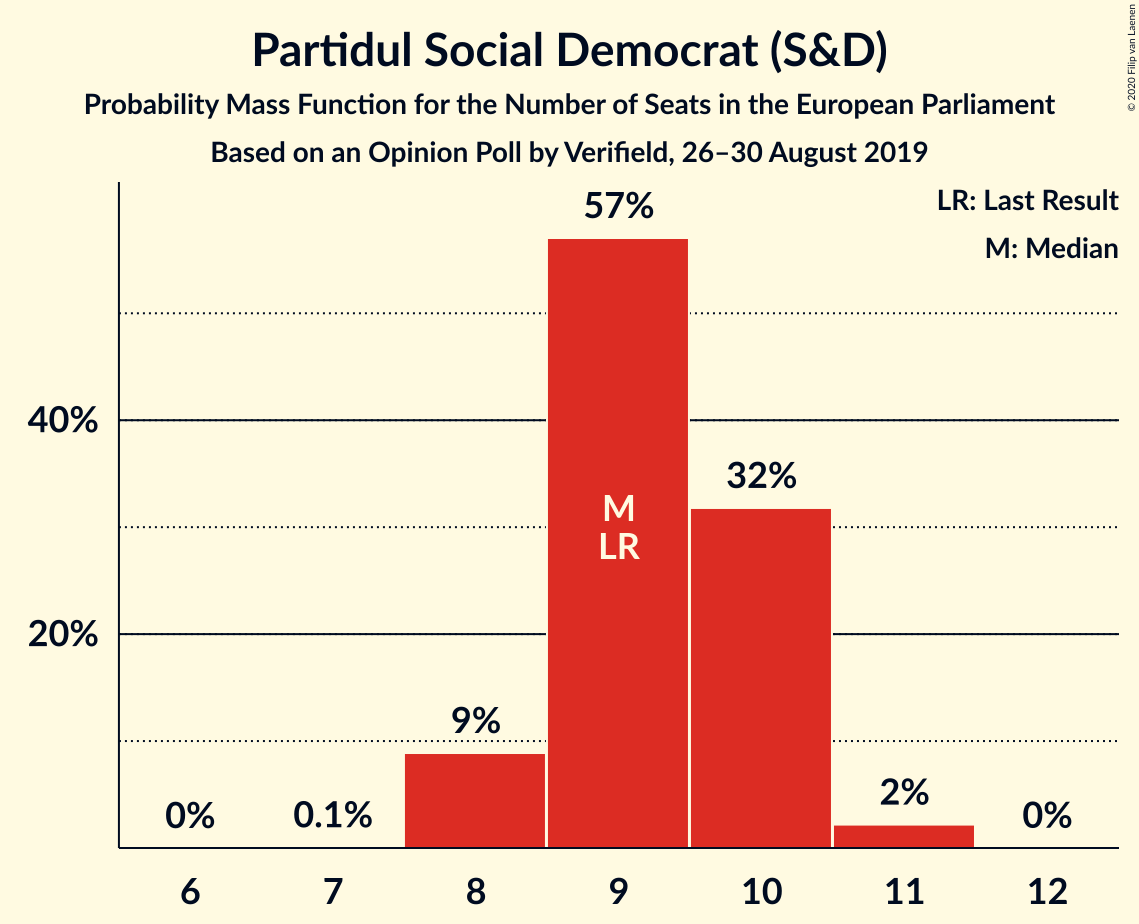 Partidul Social Democrat (S&D)
Probability Mass Function for the Number of Seats in the European Parliament
Based on an Opinion Poll by Verifield, 26–30 August 2019
© 2020 Filip van Laenen
LR: Last Result
M: Median
57%
40%
32%
M
LR
20%
9%
2%
0%
0.1%
0%
6
7
8
9
10
11
12